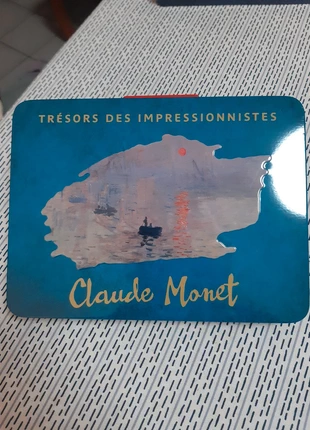 TRÉSORS DES IMPRESSIONNISTES
Claude Monet